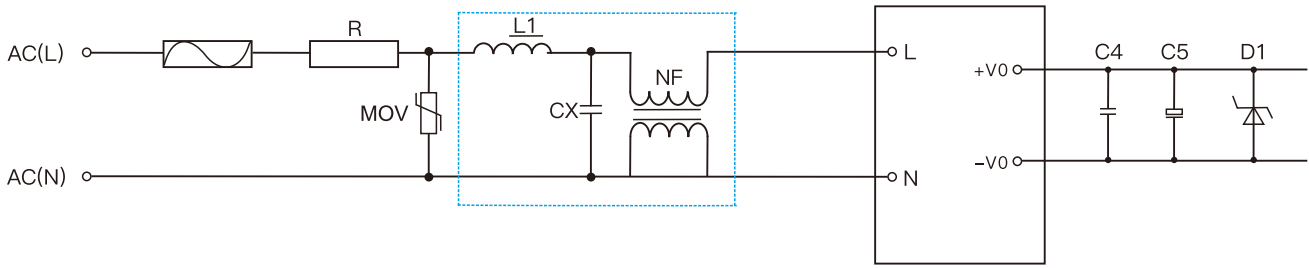 AC(L)
R
MOV
L1
CX
NF
L
+V0
C4
C5
D1
AC(N)
N
−V0